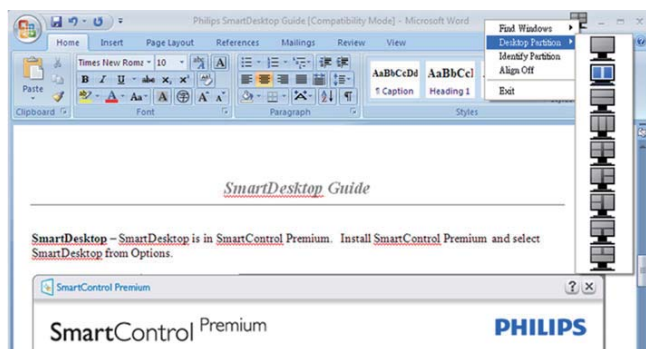 Philips SmartDesktop Guide [Compatibility Mode] - Microsoft Word
Home Insert Page Layout References Mailings Review View
Find Windows
Desktop Partition
Identify Partition
Align Off
Exit
Paste
Times New Roma 10
B I U abc x, x' 
Aa
AaBbCcDd AaBbCcl
¶ Caption Heading 1
Clipboard Font Paragraph Styles
SmartDesktop Guide
SmartDesktop – SmartDesktop is in SmartControl Premium. Install SmartControl Premium and select
SmartDesktop from Options.
SmartControl Premium
SmartControl Premium PHILIPS